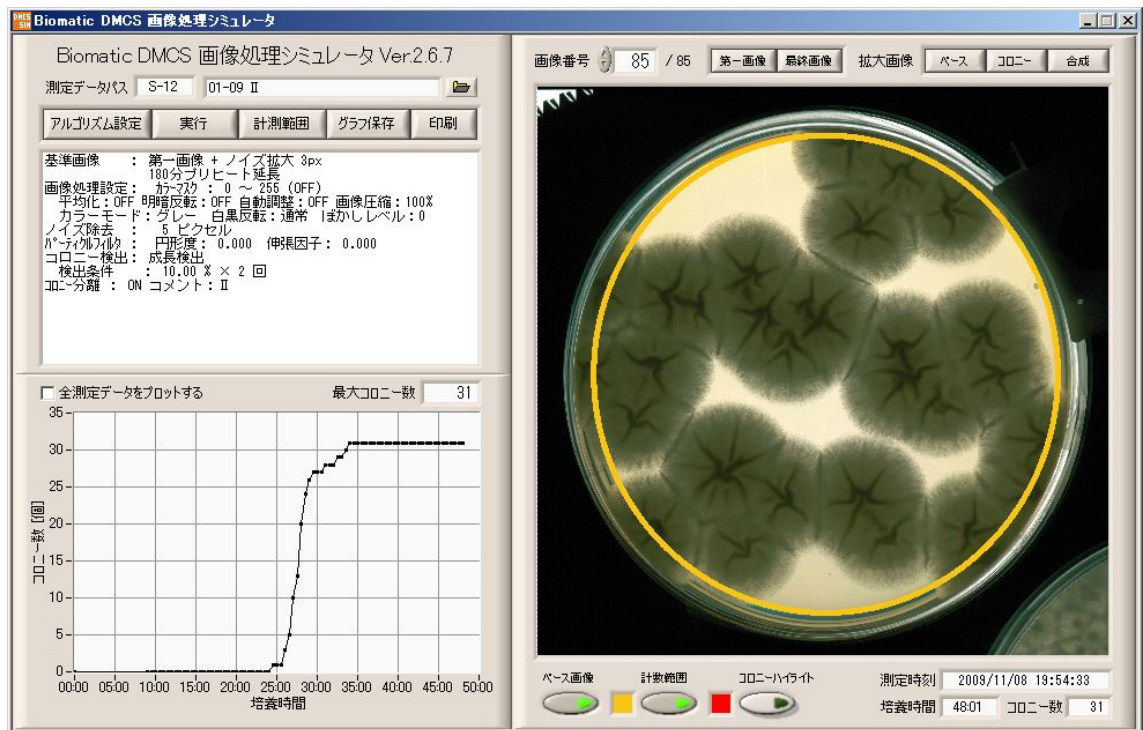 DMCS SIM Biomatic DMCS 画像処理シミュレータ
Biomatic DMCS 画像処理シミュレータ Ver.2.6.7
測定データパス S-12 01-09 Ⅱ
アルゴリズム設定 実行 計測範囲 グラフ保存 印刷
基準画像 : 第一画像 + ノイズ拡大 3px
180分プリヒート延長
画像処理設定: カラーマスク : 0 ～ 255 (OFF)
平均化:OFF 明暗反転:OFF 自動調整:OFF 画像圧縮:100%
カラーモード:グレー 白黒反転:通常 ぼかしレベル:0
ノイズ除去 : 5 ピクセル
パーティクルフィルタ : 円形度: 0.000 伸張因子: 0.000
コロニー検出: 成長検出
検出条件 : 10.00 % × 2 回
コロニー分離 : ON コメント:Ⅱ
全測定データをプロットする 最大コロニー数 31
35
30
25
20
15
10
5
0
コロニー数 [個]
00:00 05:00 10:00 15:00 20:00 25:00 30:00 35:00 40:00 45:00 50:00
培養時間
画像番号 85 / 85 第一画像 最終画像 拡大画像 ベース コロニー 合成
ベース画像 計数範囲 コロニーハイライト
測定時刻 2009/11/08 19:54:33
培養時間 48:01 コロニー数 31